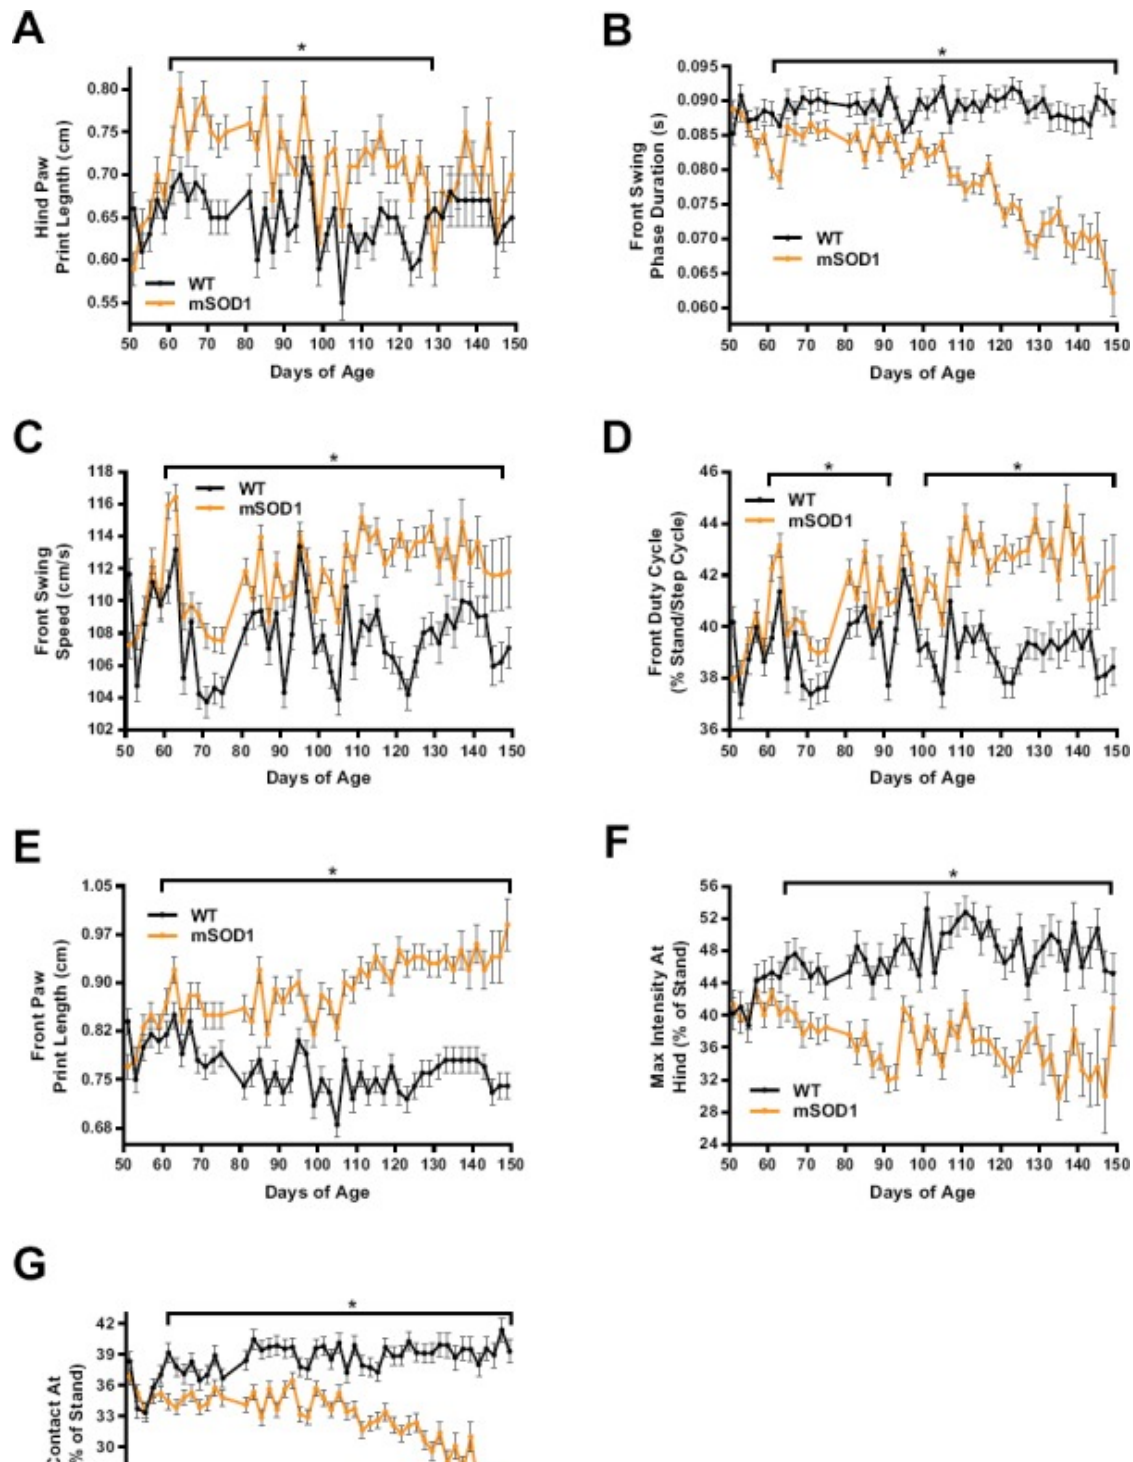 A
*
0.80
0.75
0.70
0.65
0.60
0.55
Hind Paw
Print Legnth (cm)
WT
mSOD1
50 60 70 80 90 100 110 120 130 140 150
Days of Age
B
*
0.095
0.090
0.085
0.080
0.075
0.070
0.065
0.060
Front Swing
Phase Duration (s)
WT
mSOD1
50 60 70 80 90 100 110 120 130 140 150
Days of Age
C
*
118
116
114
112
110
108
106
104
102
Front Swing
Speed (cm/s)
WT
mSOD1
50 60 70 80 90 100 110 120 130 140 150
Days of Age
D
* *
46
44
42
40
38
36
Front Duty Cycle
(% Stand/Step Cycle)
WT
mSOD1
50 60 70 80 90 100 110 120 130 140 150
Days of Age
E
*
1.05
0.97
0.90
0.82
0.75
0.68
Front Paw
Print Length (cm)
WT
mSOD1
50 60 70 80 90 100 110 120 130 140 150
Days of Age
F
*
56
52
48
44
40
36
32
28
24
Max Intensity At
Hind (% of Stand)
WT
mSOD1
50 60 70 80 90 100 110 120 130 140 150
Days of Age
G
*
42
39
36
33
30
Contact At
% of Stand)